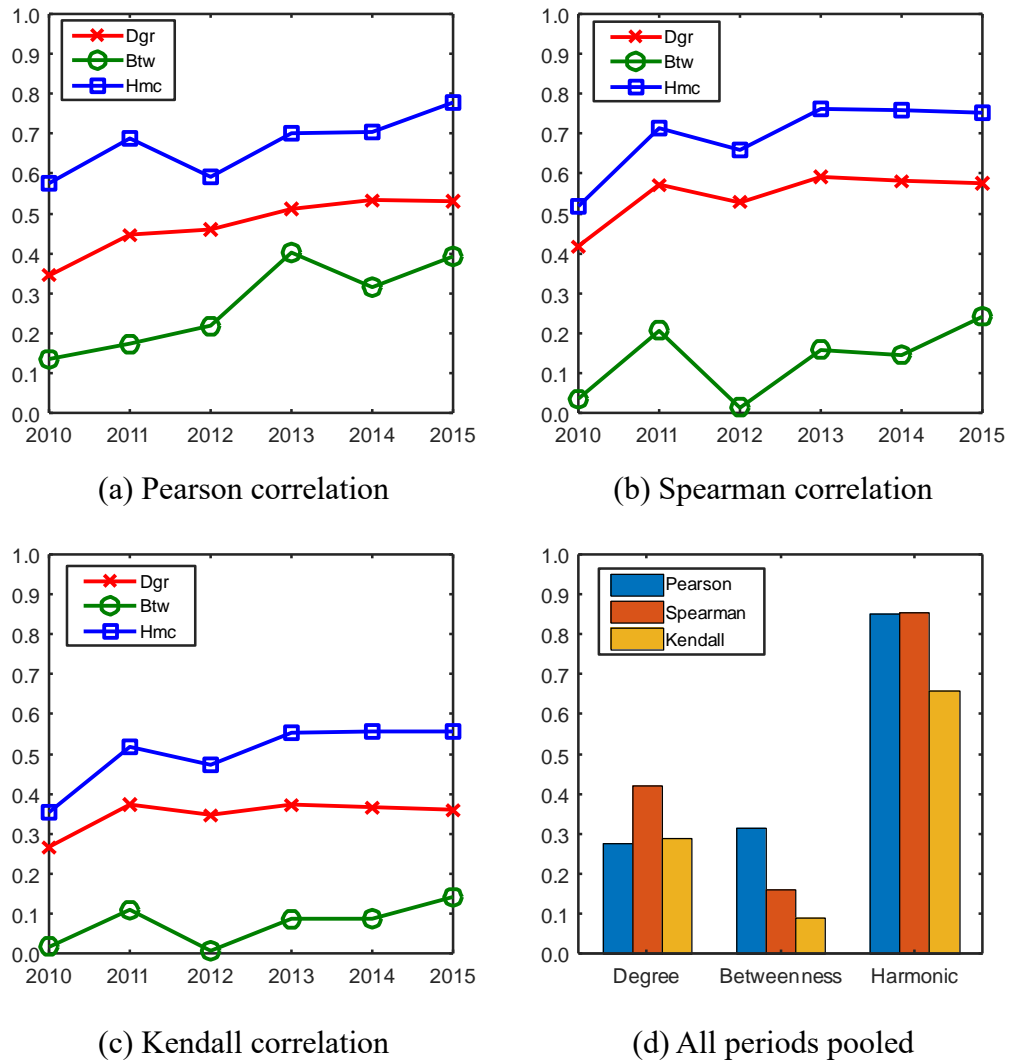 1.0
0.9
0.8
0.7
0.6
0.5
0.4
0.3
0.2
0.1
0.0
Dgr
Btw
Hmc
2010 2011 2012 2013 2014 2015
(a) Pearson correlation
1.0
0.9
0.8
0.7
0.6
0.5
0.4
0.3
0.2
0.1
0.0
Dgr
Btw
Hmc
2010 2011 2012 2013 2014 2015
(b) Spearman correlation
1.0
0.9
0.8
0.7
0.6
0.5
0.4
0.3
0.2
0.1
0.0
Dgr
Btw
Hmc
2010 2011 2012 2013 2014 2015
(c) Kendall correlation
1.0
0.9
0.8
0.7
0.6
0.5
0.4
0.3
0.2
0.1
0.0
Pearson
Spearman
Kendall
Degree Betweenness Harmonic
(d) All periods pooled